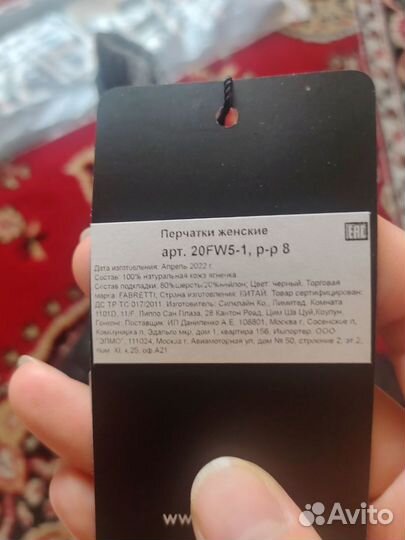 Перчатки женские
арт. 20FW5-1, р-р 8
EAC
Дата изготовления: Апрель 2022 г.
Состав: 100% натуральная кожа ягненка
Состав подкладки: 80%шерсть/20%нейлон; Цвет: черный, Торговая
марка: FABRETTI, Страна изготовления: КИТАЙ. Товар сертифицирован:
ДС ТР ТС 017/2011. Изготовитель: Силклайн Ко., Лимитед, Комната
1101D, 11/F, Пиппо Сан Плаза, 28 Кантон Роад, Цим Ша Цуй,Коулун,
Гонконг. Поставщик: ИП Даниленко А.Е. 108801, Москва г, Сосенское п,
Коммунарка п, Эдальго мкр, дом 1, квартира 156. Импортер: ООО
"ЭЛМО", 111024, Москва г, Авиамоторная ул, дом № 50, строение 2, эт.2,
пом. XI, к.25, оф.А21
www.
Avito